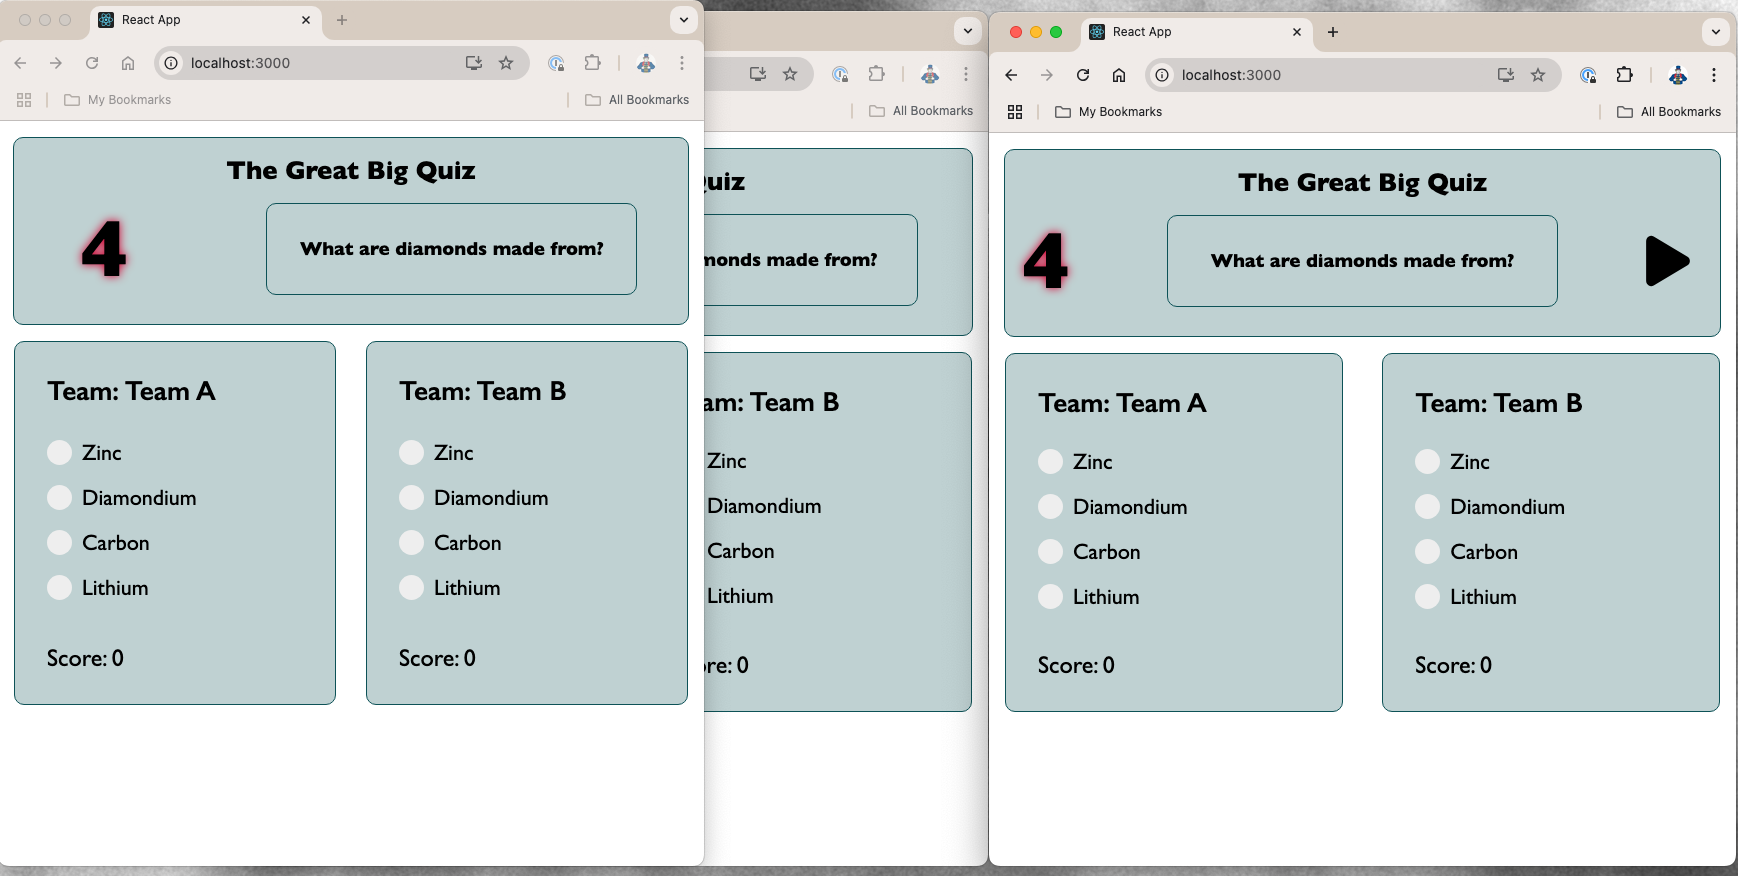 React App
localhost:3000
My Bookmarks
All Bookmarks
The Great Big Quiz
4
What are diamonds made from?
Team: Team A
Zinc
Diamondium
Carbon
Lithium
Score: 0
Team: Team B
Zinc
Diamondium
Carbon
Lithium
Score: 0
All Bookmarks
uiz
monds made from?
am: Team B
Zinc
Diamondium
Carbon
Lithium
re: 0
React App
localhost:3000
My Bookmarks
All Bookmarks
The Great Big Quiz
4
What are diamonds made from?
Team: Team A
Zinc
Diamondium
Carbon
Lithium
Score: 0
Team: Team B
Zinc
Diamondium
Carbon
Lithium
Score: 0